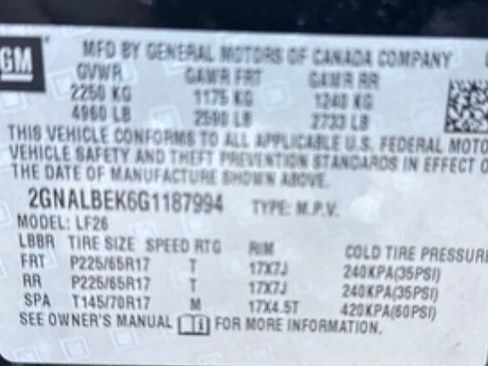 GM
MFD BY GENERAL MOTORS OF CANADA COMPANY
GVWR GAWR FRT GAWR RR
2250 KG 1175 KG 1240 KG
4960 LB 2590 LB 2733 LB
THIS VEHICLE CONFORMS TO ALL APPLICABLE U.S. FEDERAL MOTO
VEHICLE SAFETY AND THEFT PREVENTION STANDARDS IN EFFECT O
THE DATE OF MANUFACTURE SHOWN ABOVE.
2GNALBEK6G1187994 TYPE: M.P.V.
MODEL: LF26
LBBR TIRE SIZE SPEED RTG RIM COLD TIRE PRESSURE
FRT P225/65R17 T 17X7J 240KPA(35PSI)
RR P225/65R17 T 17X7J 240KPA(35PSI)
SPA T145/70R17 M 17X4.5T 420KPA(60PSI)
SEE OWNER'S MANUAL FOR MORE INFORMATION.